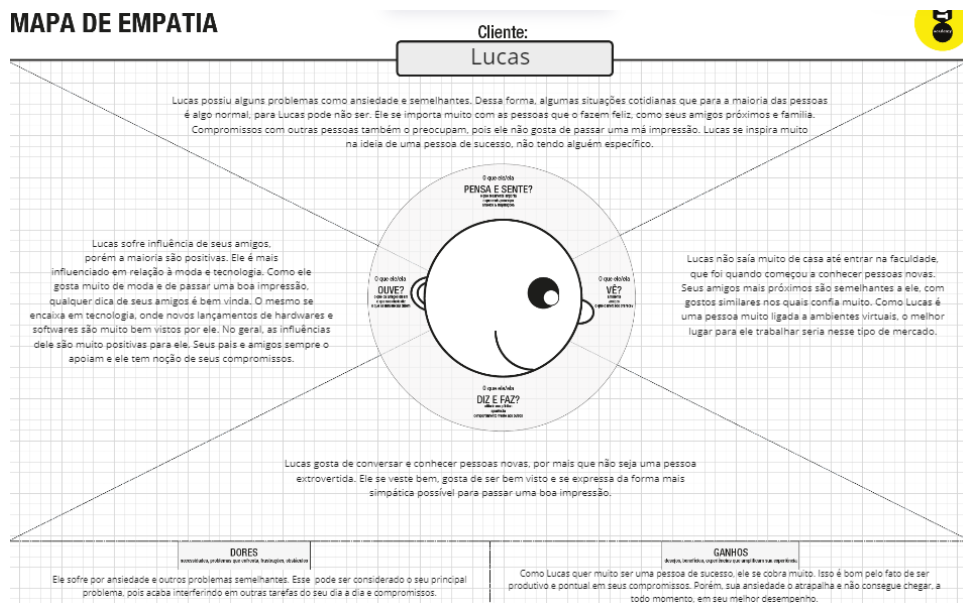 MAPA DE EMPATIA
academy
Cliente:
Lucas
Lucas possiu alguns problemas como ansiedade e semelhantes. Dessa forma, algumas situações cotidianas que para a maioria das pessoas
é algo normal, para Lucas pode não ser. Ele se importa muito com as pessoas que o fazem feliz, como seus amigos próximos e familia.
Compromissos com outras pessoas também o preocupam, pois ele não gosta de passar uma má impressão. Lucas se inspira muito
na ideia de uma pessoa de sucesso, não tendo alguém específico.
O que ele/ela
PENSA E SENTE?
Lucas sofre influência de seus amigos,
porém a maioria são positivas. Ele é mais
influenciado em relação à moda e tecnologia. Como ele
gosta muito de moda e de passar uma boa impressão,
qualquer dica de seus amigos é bem vinda. O mesmo se
encaixa em tecnologia, onde novos lançamentos de hardwares e
softwares são muito bem vistos por ele. No geral, as influências
dele são muito positivas para ele. Seus pais e amigos sempre o
apoiam e ele tem noção de seus compromissos.
O que ele/ela
OUVE?
O que ele/ela
VÊ?
Lucas não saía muito de casa até entrar na faculdade,
que foi quando começou a conhecer pessoas novas.
Seus amigos mais próximos são semelhantes a ele, com
gostos similares nos quais confia muito. Como Lucas é
uma pessoa muito ligada a ambientes virtuais, o melhor
lugar para ele trabalhar seria nesse tipo de mercado.
O que ele/ela
DIZ E FAZ?
Lucas gosta de conversar e conhecer pessoas novas, por mais que não seja uma pessoa
extrovertida. Ele se veste bem, gosta de ser bem visto e se expressa da forma mais
simpática possível para passar uma boa impressão.
DORES
Ele sofre por ansiedade e outros problemas semelhantes. Esse pode ser considerado o seu principal
problema, pois acaba interferindo em outras tarefas do seu dia a dia e compromissos.
GANHOS
Como Lucas quer muito ser uma pessoa de sucesso, ele se cobra muito. Isso é bom pelo fato de ser
produtivo e pontual em seus compromissos. Porém, sua ansiedade o atrapalha e não consegue chegar, a
todo momento, em seu melhor desempenho.